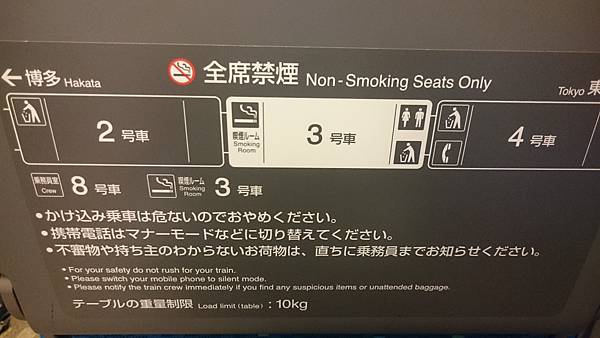 ←博多 Hakata 全席禁煙 Non-Smoking Seats Only Tokyo 東
2号車 喫煙ルーム Smoking Room 3号車 4号車
乗務員室 Crew 8号車 喫煙ルーム Smoking Room 3号車
●かけ込み乗車は危ないのでおやめください。
●携帯電話はマナーモードなどに切り替えてください。
●不審物や持ち主のわからないお荷物は、直ちに乗務員までお知らせください。
● For your safety do not rush for your train.
● Please switch your mobile phone to silent mode.
● Please notify the train crew immediately if you find any suspicious items or unattended baggage.
テーブルの重量制限 Load limit (table) : 10kg